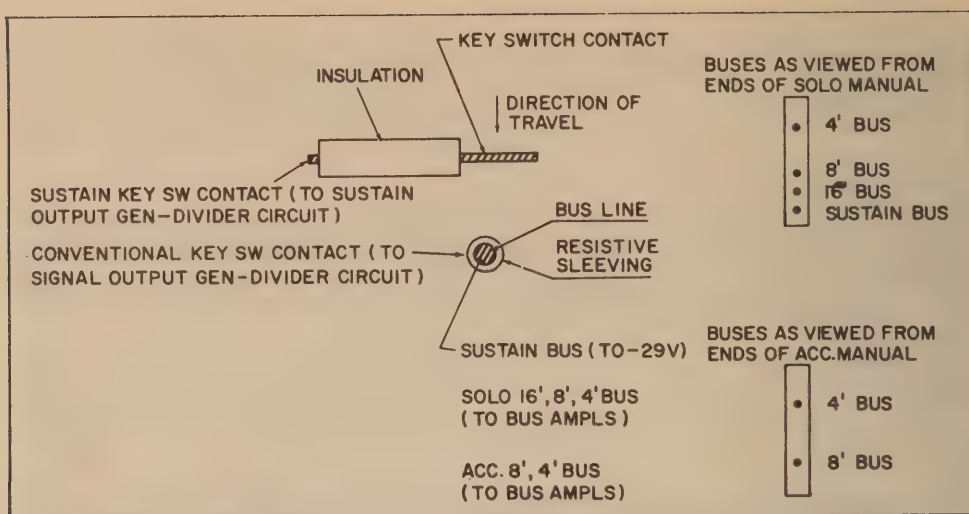 KEY SWITCH CONTACT
INSULATION
DIRECTION OF
TRAVEL
SUSTAIN KEY SW CONTACT (TO SUSTAIN
OUTPUT GEN-DIVIDER CIRCUIT)
CONVENTIONAL KEY SW CONTACT (TO
SIGNAL OUTPUT GEN-DIVIDER CIRCUIT)
BUS LINE
RESISTIVE
SLEEVING
SUSTAIN BUS (TO-29V)
SOLO 16', 8', 4' BUS
(TO BUS AMPLS)
ACC. 8', 4' BUS
(TO BUS AMPLS)
BUSES AS VIEWED FROM
ENDS OF SOLO MANUAL
4' BUS
8' BUS
16' BUS
SUSTAIN BUS
BUSES AS VIEWED FROM
ENDS OF ACC. MANUAL
4' BUS
8' BUS